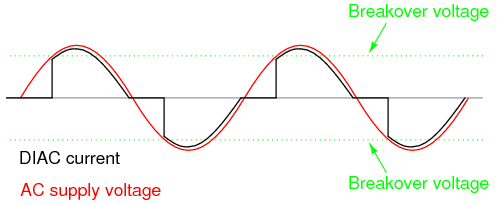 Breakover voltage
DIAC current
AC supply voltage
Breakover voltage